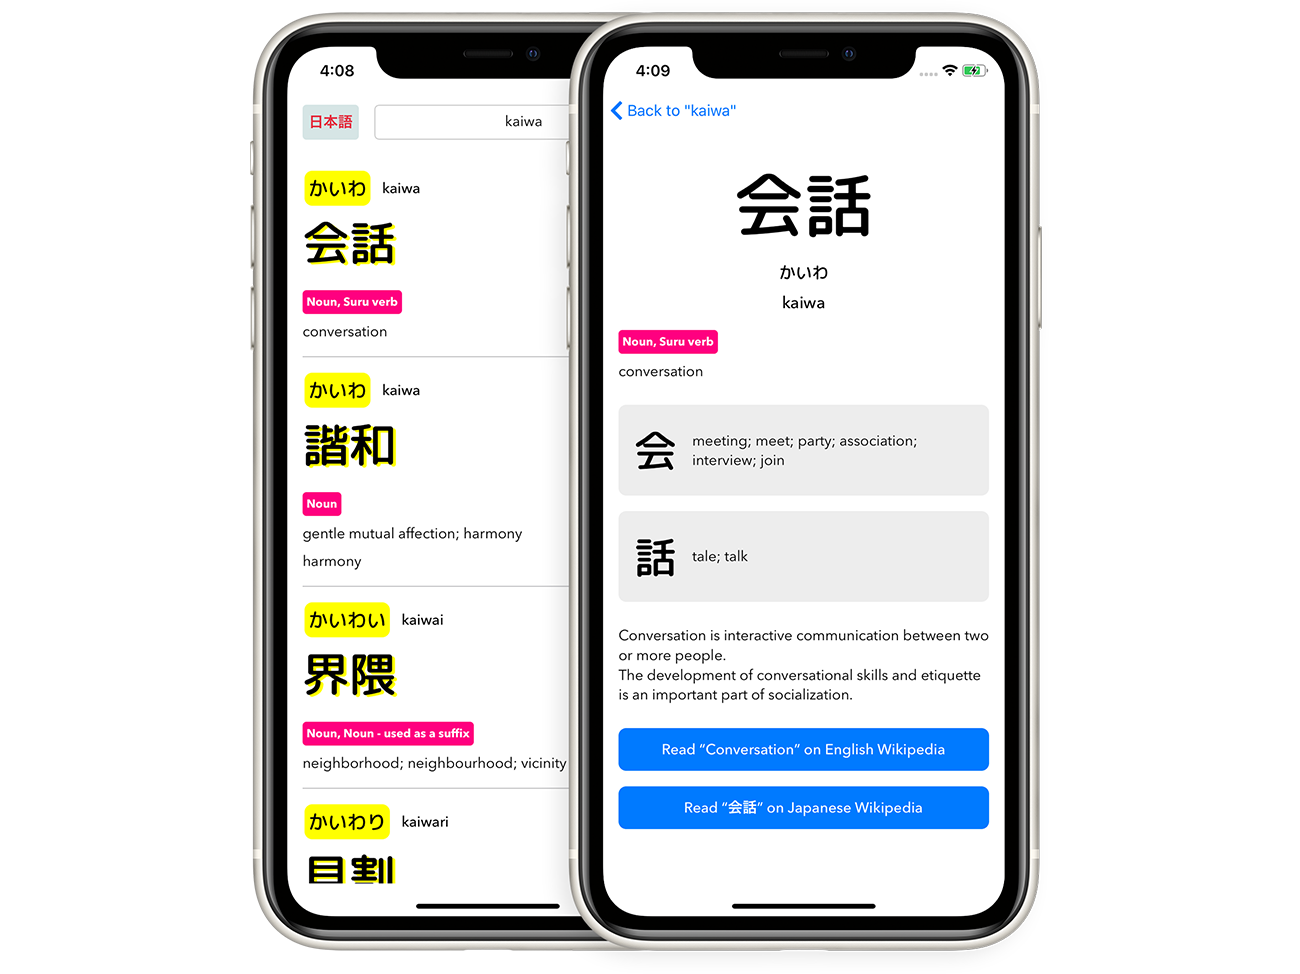 4:08
日本語
kaiwa
かいわ kaiwa
会話
Noun, Suru verb
conversation
かいわ kaiwa
諧和
Noun
gentle mutual affection; harmony
harmony
かいわい kaiwai
界隈
Noun, Noun - used as a suffix
neighborhood; neighbourhood; vicinity
かいわり kaiwari
4:09
Back to "kaiwa"
会話
かいわ
kaiwa
Noun, Suru verb
conversation
会
meeting; meet; party; association;
interview; join
話
tale; talk
Conversation is interactive communication between two
or more people.
The development of conversational skills and etiquette
is an important part of socialization.
Read “Conversation” on English Wikipedia
Read “会話” on Japanese Wikipedia